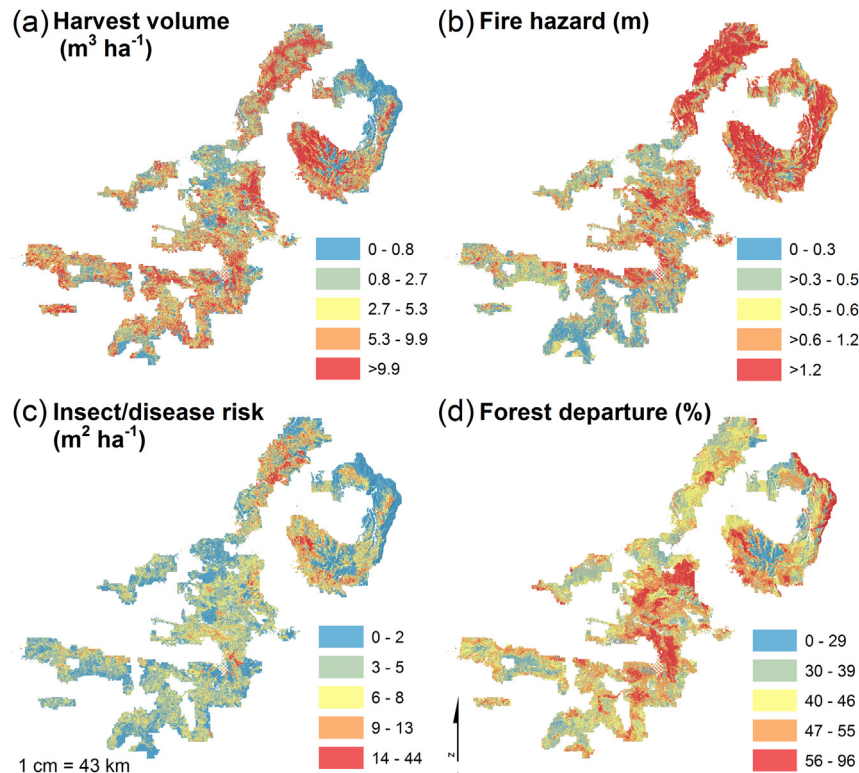 (a) Harvest volume
(m³ ha⁻¹)
0 - 0.8
0.8 - 2.7
2.7 - 5.3
5.3 - 9.9
>9.9
(b) Fire hazard (m)
0 - 0.3
>0.3 - 0.5
>0.5 - 0.6
>0.6 - 1.2
>1.2
(c) Insect/disease risk
(m² ha⁻¹)
0 - 2
3 - 5
6 - 8
9 - 13
14 - 44
1 cm = 43 km
(d) Forest departure (%)
0 - 29
30 - 39
40 - 46
47 - 55
56 - 96
N